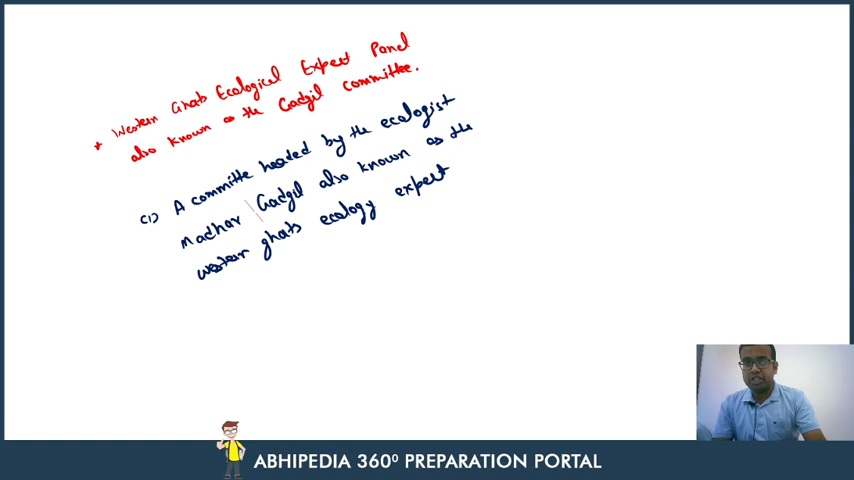 * Western Ghats Ecological Expert Panel
also known as the Gadgil committee.
(1) A committe headed by the ecologist
Madhav Gadgil also known as the
western ghats ecology expert
ABHIPEDIA 360° PREPARATION PORTAL